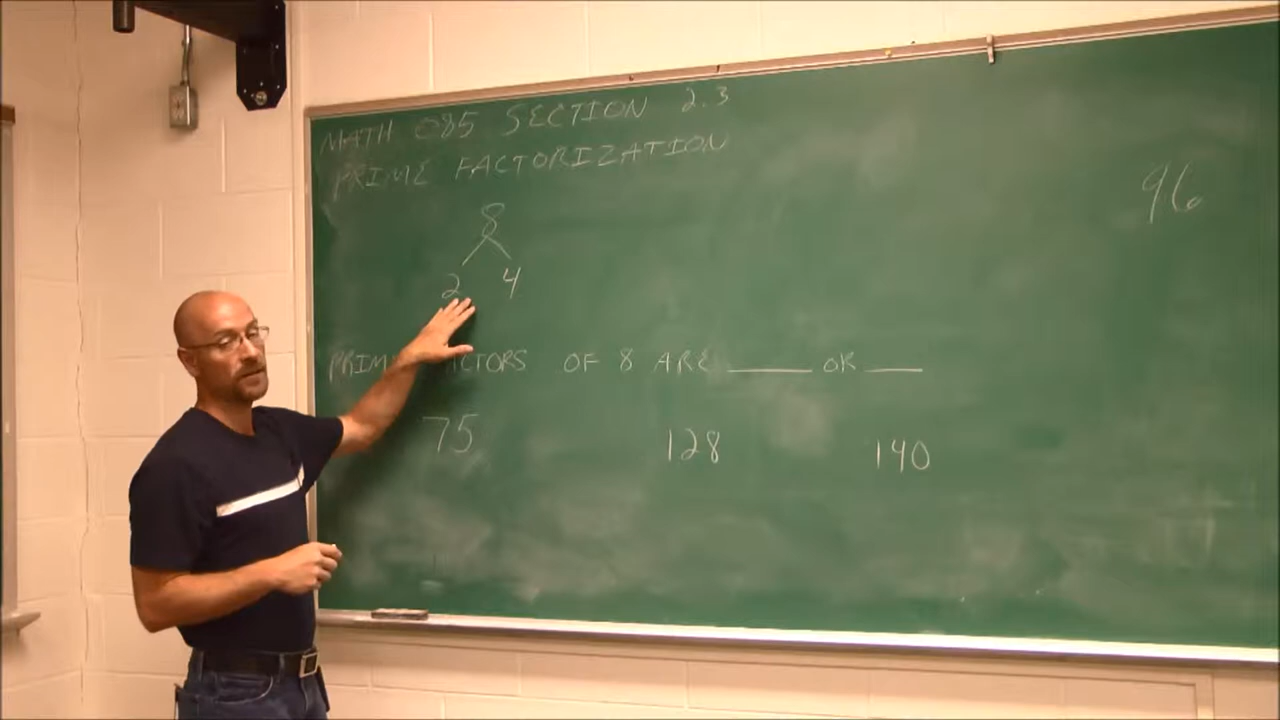 MATH 085 SECTION 2.3
PRIME FACTORIZATION
96
8
2 4
OF 8 ARE ____ OR ____
75 128 140